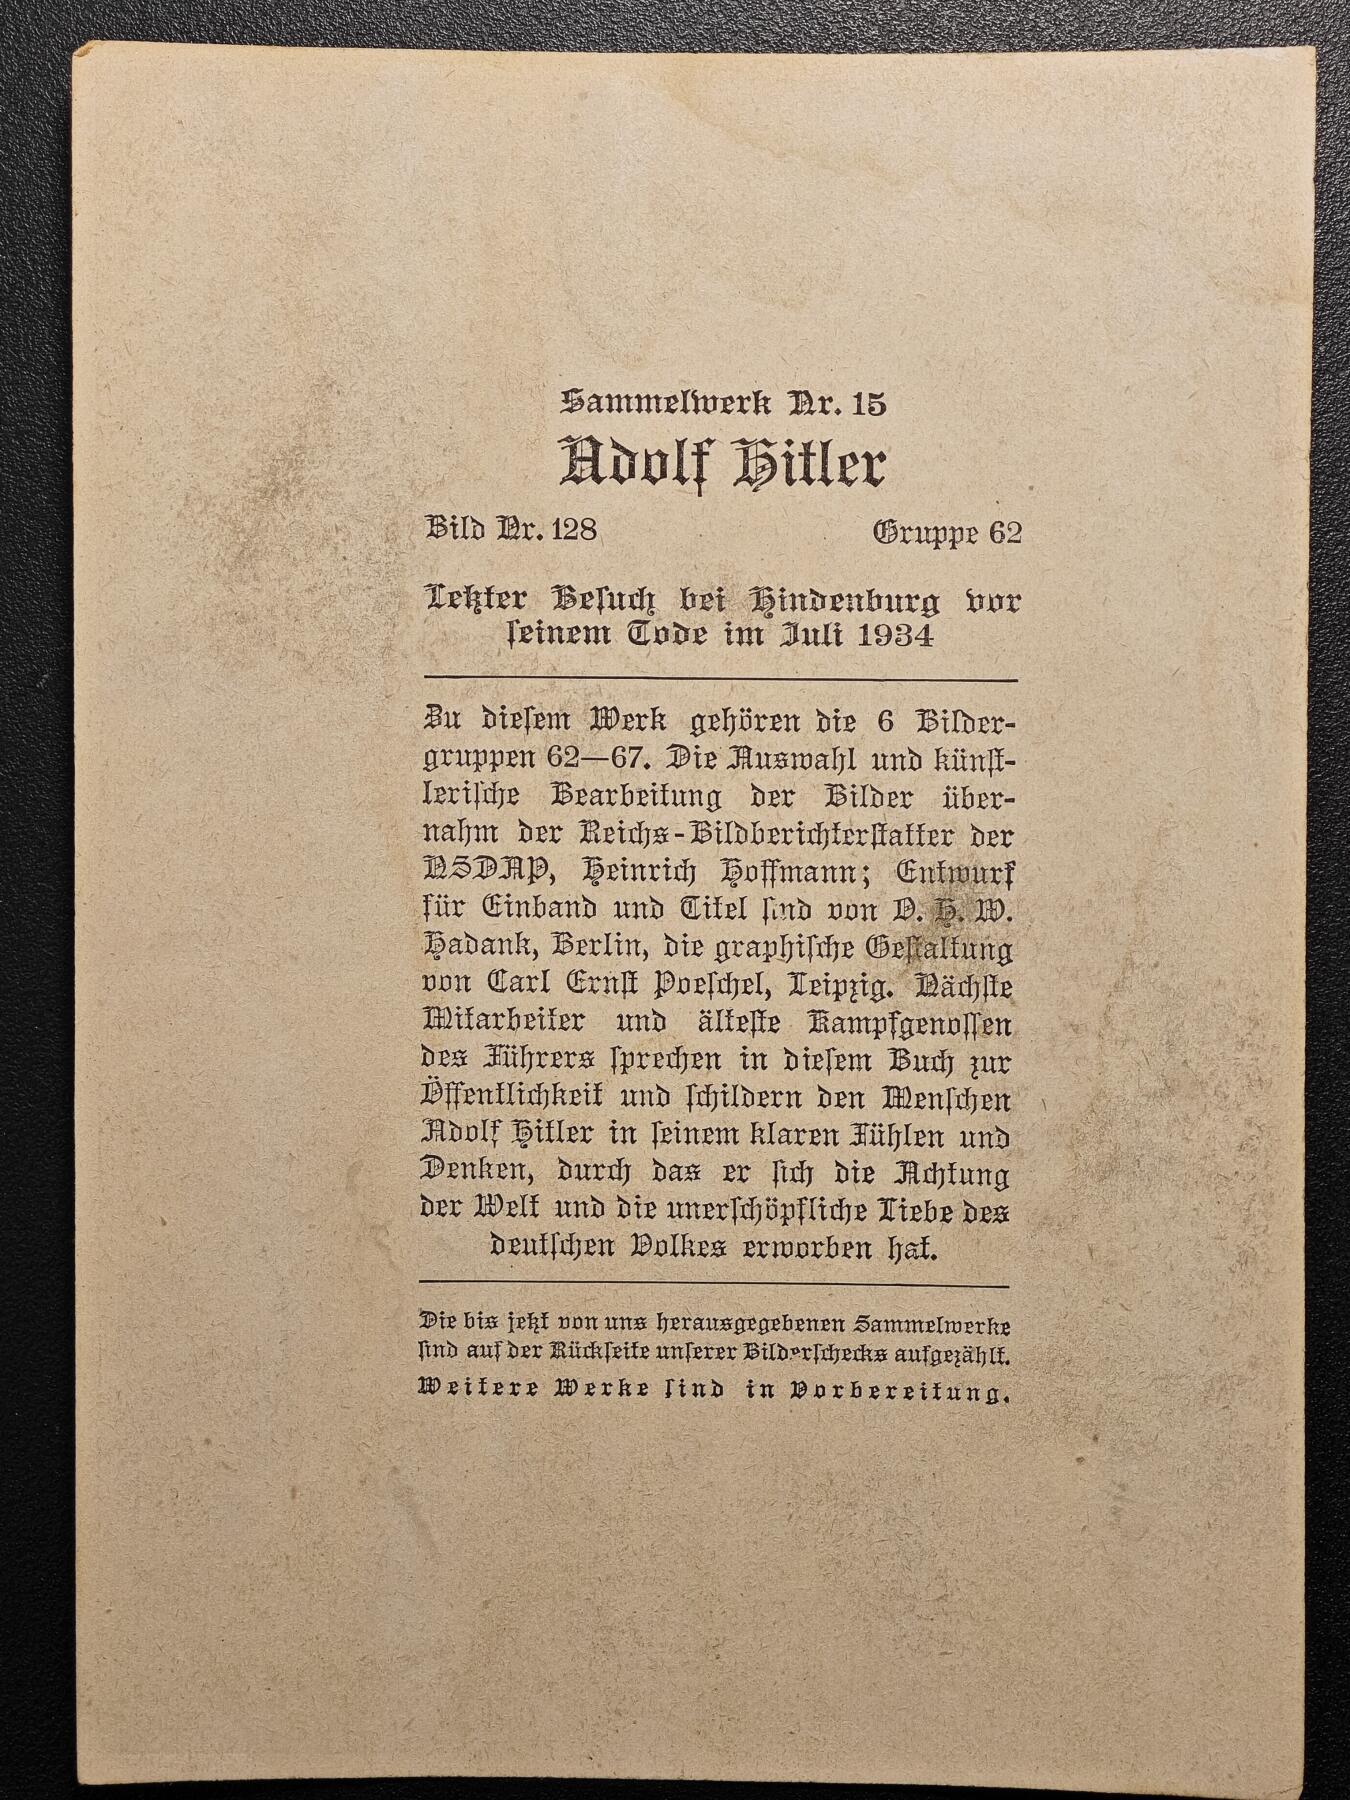 Sammelwerk Nr. 15
Adolf Hitler
Bild Nr. 128 Gruppe 62
Letzter Beſuch bei Hindenburg vor
ſeinem Tode im Juli 1934
Zu dieſem Werk gehören die 6 Bilder-
gruppen 62—67. Die Auswahl und künſt-
leriſche Bearbeitung der Bilder über-
nahm der Reichs-Bildberichterſtatter der
NSDAP, Heinrich Hoffmann; Entwurf
für Einband und Titel ſind von O. H. W.
Hadank, Berlin, die graphiſche Geſtaltung
von Carl Ernſt Poeſchel, Leipzig. Nächſte
Mitarbeiter und älteſte Kampfgenoſſen
des Führers ſprechen in dieſem Buch zur
Öffentlichkeit und ſchildern den Menſchen
Adolf Hitler in ſeinem klaren Fühlen und
Denken, durch das er ſich die Achtung
der Welt und die unerſchöpfliche Liebe des
deutſchen Volkes erworben hat.
Die bis jetzt von uns herausgegebenen Sammelwerke
ſind auf der Rückſeite unſerer Bilderſchecks aufgezählt.
Weitere Werke ſind in Vorbereitung.